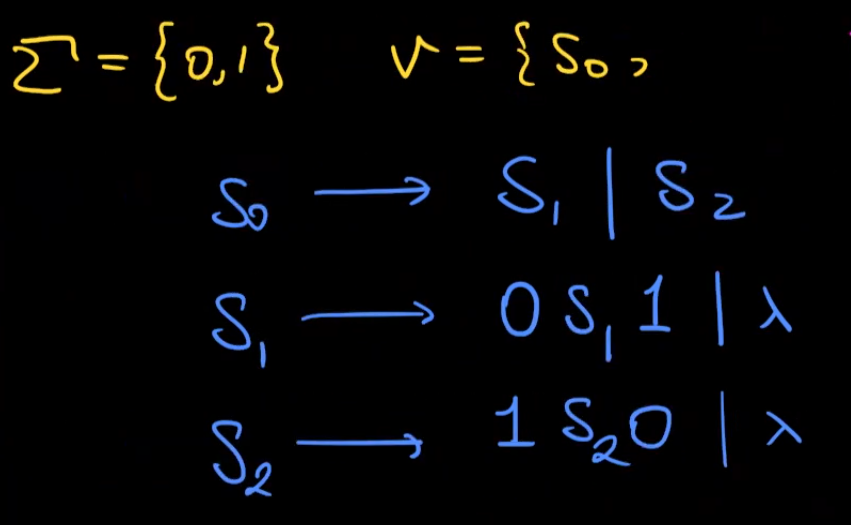 Σ = {0,1} V = {S₀,
S₀ → S₁ | S₂
S₁ → 0 S₁ 1 | λ
S₂ → 1 S₂ 0 | λ